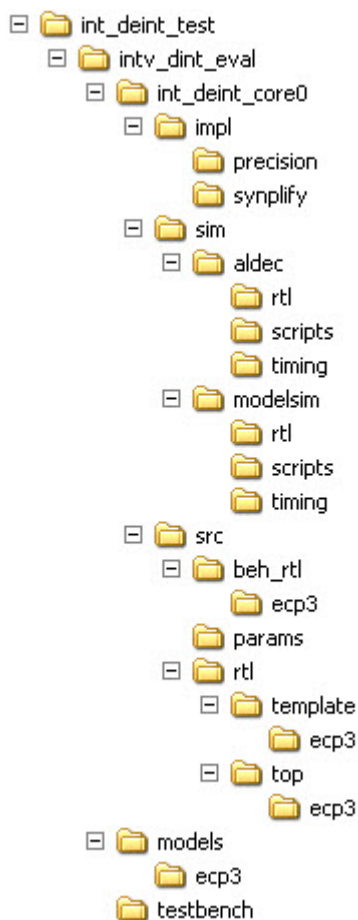 int_deint_test
intv_dint_eval
int_deint_core0
impl
precision
synplify
sim
aldec
rtl
scripts
timing
modelsim
rtl
scripts
timing
src
beh_rtl
ecp3
params
rtl
template
ecp3
top
ecp3
models
ecp3
testbench